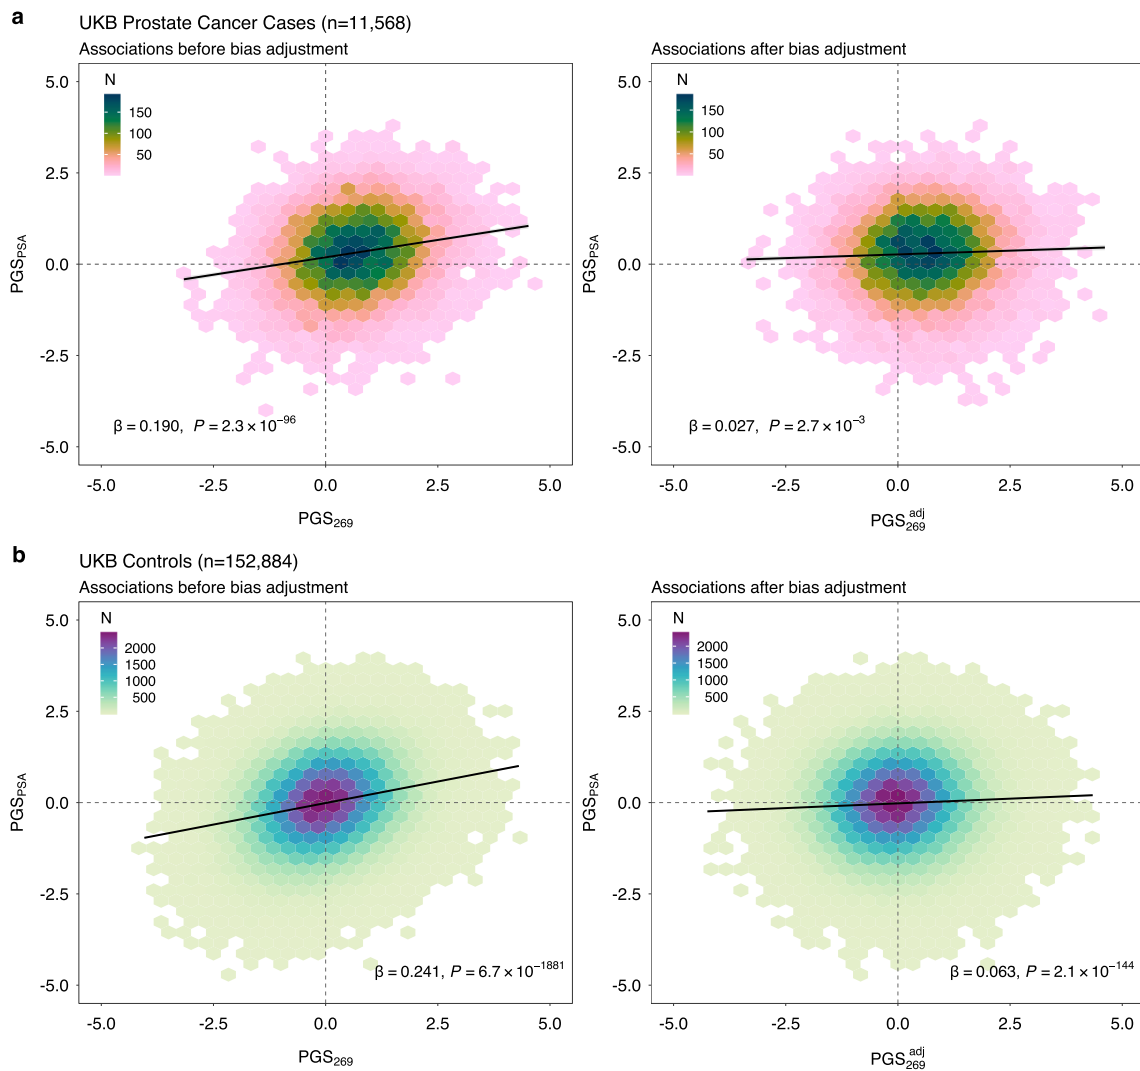 a
UKB Prostate Cancer Cases (n=11,568)
Associations before bias adjustment
N
150
100
50
5.0
2.5
0.0
-2.5
-5.0
PGS_PSA
β = 0.190, P = 2.3 × 10^−96
-5.0 -2.5 0.0 2.5 5.0
PGS_269
Associations after bias adjustment
N
150
100
50
5.0
2.5
0.0
-2.5
-5.0
PGS_PSA
β = 0.027, P = 2.7 × 10^−3
-5.0 -2.5 0.0 2.5 5.0
PGS_269^adj
b
UKB Controls (n=152,884)
Associations before bias adjustment
N
2000
1500
1000
500
5.0
2.5
0.0
-2.5
-5.0
PGS_PSA
β = 0.241, P = 6.7 × 10^−1881
-5.0 -2.5 0.0 2.5 5.0
PGS_269
Associations after bias adjustment
N
2000
1500
1000
500
5.0
2.5
0.0
-2.5
-5.0
PGS_PSA
β = 0.063, P = 2.1 × 10^−144
-5.0 -2.5 0.0 2.5 5.0
PGS_269^adj